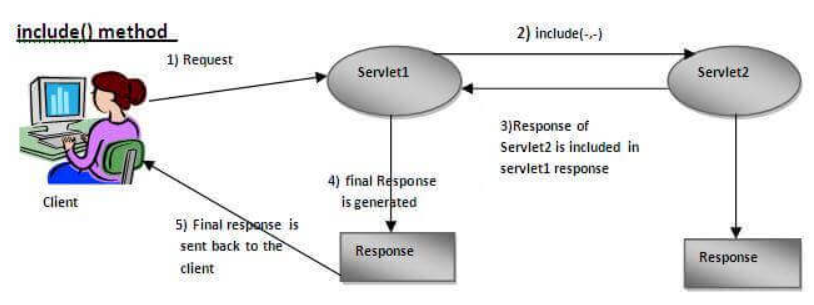 include() method
1) Request
2) include(-,-)
Servlet1
Servlet2
3)Response of
Servlet2 is included in
servlet1 response
4) final Response
is generated
Client
5) Final response is
sent back to the
client
Response
Response